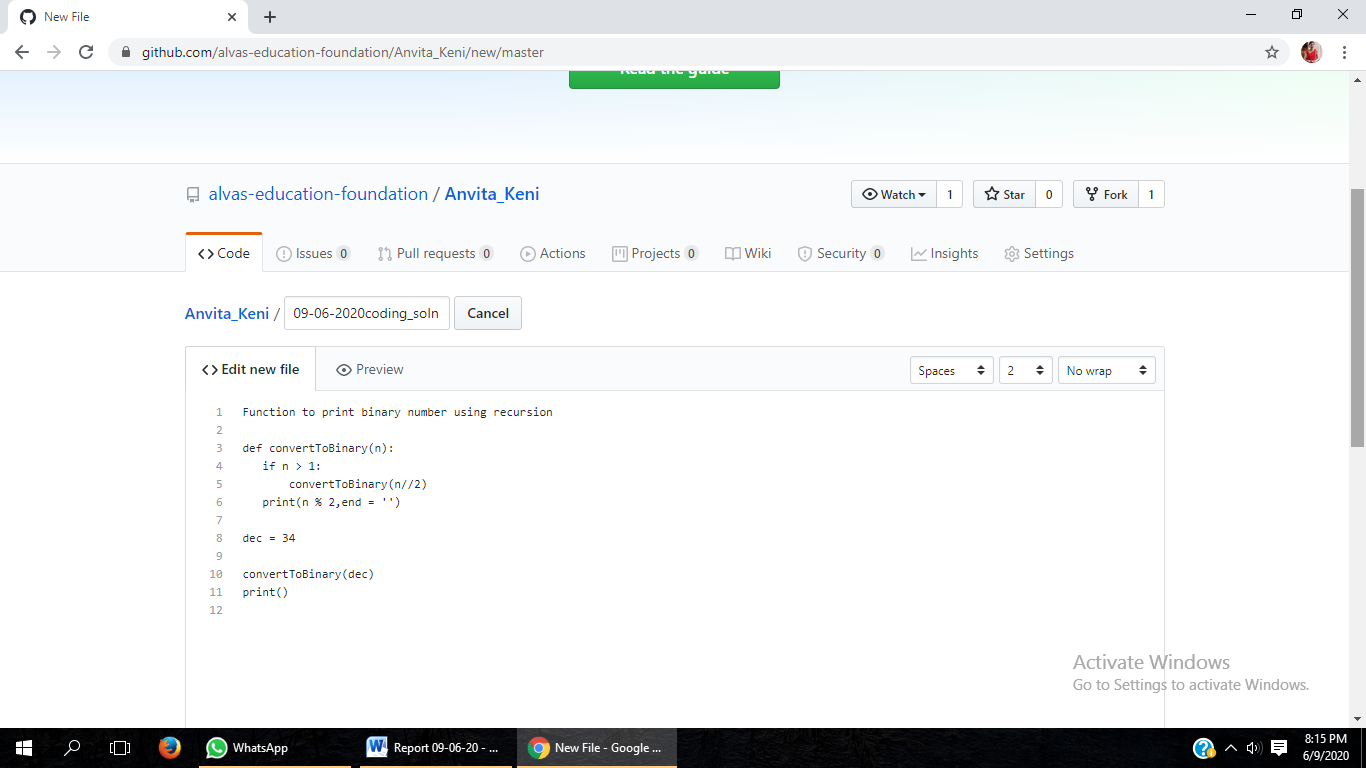 New File
github.com/alvas-education-foundation/Anvita_Keni/new/master
Read the guide
alvas-education-foundation / Anvita_Keni
Watch 1 Star 0 Fork 1
Code Issues 0 Pull requests 0 Actions Projects 0 Wiki Security 0 Insights Settings
Anvita_Keni / 09-06-2020coding_soln Cancel
Edit new file Preview Spaces 2 No wrap
1 Function to print binary number using recursion
2
3 def convertToBinary(n):
4 if n > 1:
5 convertToBinary(n//2)
6 print(n % 2,end = '')
7
8 dec = 34
9
10 convertToBinary(dec)
11 print()
12
Activate Windows
Go to Settings to activate Windows.
WhatsApp Report 09-06-20 - ... New File - Google ... 8:15 PM
6/9/2020